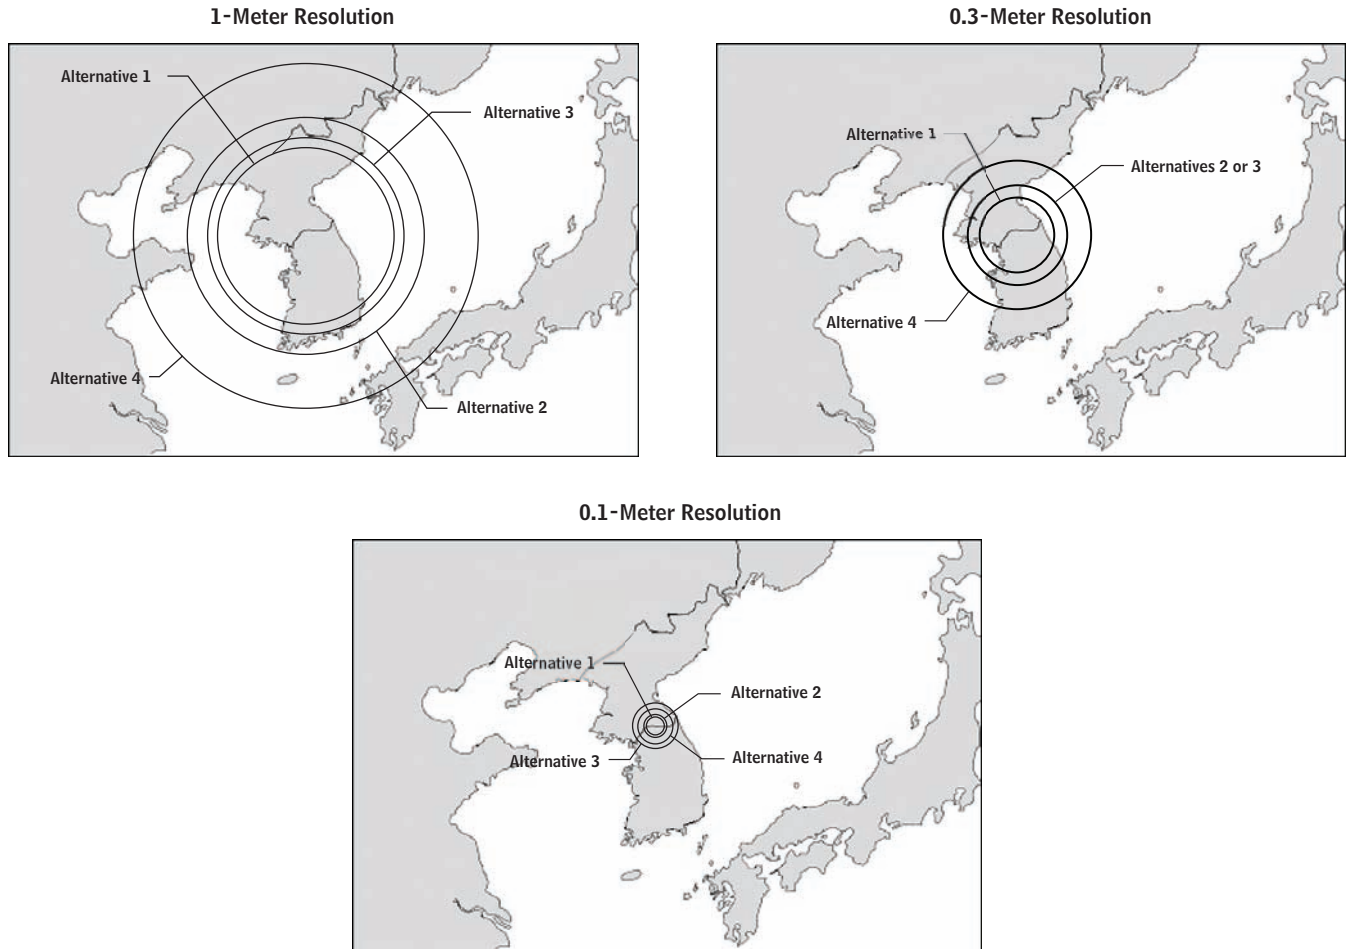 1-Meter Resolution
Alternative 1
Alternative 3
Alternative 4
Alternative 2
0.3-Meter Resolution
Alternative 1
Alternatives 2 or 3
Alternative 4
0.1-Meter Resolution
Alternative 1
Alternative 2
Alternative 3
Alternative 4